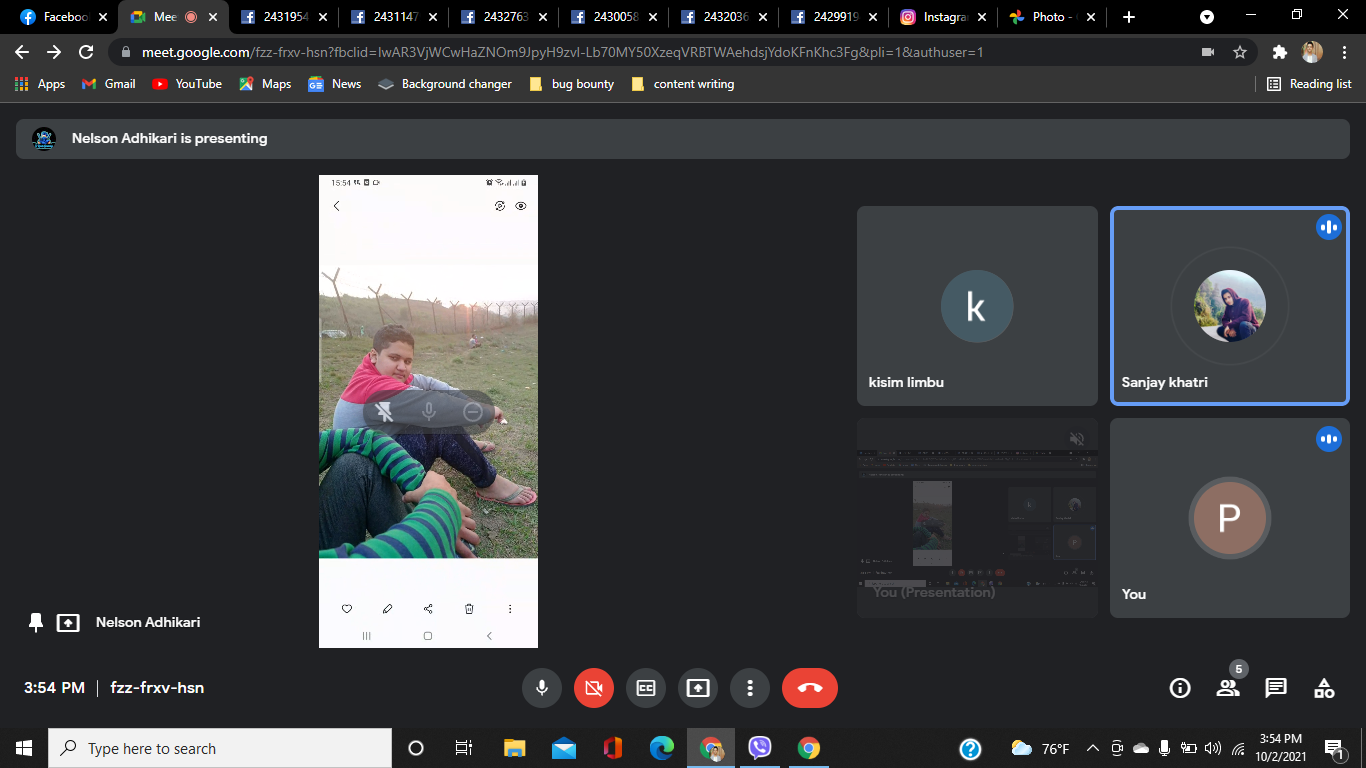 Facebook
Mee
2431954
2431147
2432763
2430058
2432036
2429919
Instagra
Photo -
meet.google.com/fzz-frxv-hsn?fbclid=IwAR3VjWCwHaZNOm9JpyH9zvI-Lb70MY50XzeqVRBTWAehdsjYdoKFnKhc3Fg&pli=1&authuser=1
Apps
Gmail
YouTube
Maps
News
Background changer
bug bounty
content writing
Reading list
Nelson Adhikari is presenting
15:54
k
kisim limbu
Sanjay khatri
You (Presentation)
P
You
Nelson Adhikari
3:54 PM | fzz-frxv-hsn
CC
5
Type here to search
76°F
3:54 PM
10/2/2021
1